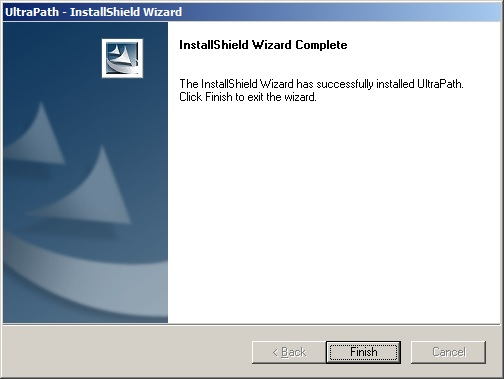 UltraPath - InstallShield Wizard
InstallShield Wizard Complete
The InstallShield Wizard has successfully installed UltraPath.
Click Finish to exit the wizard.
< Back
Finish
Cancel